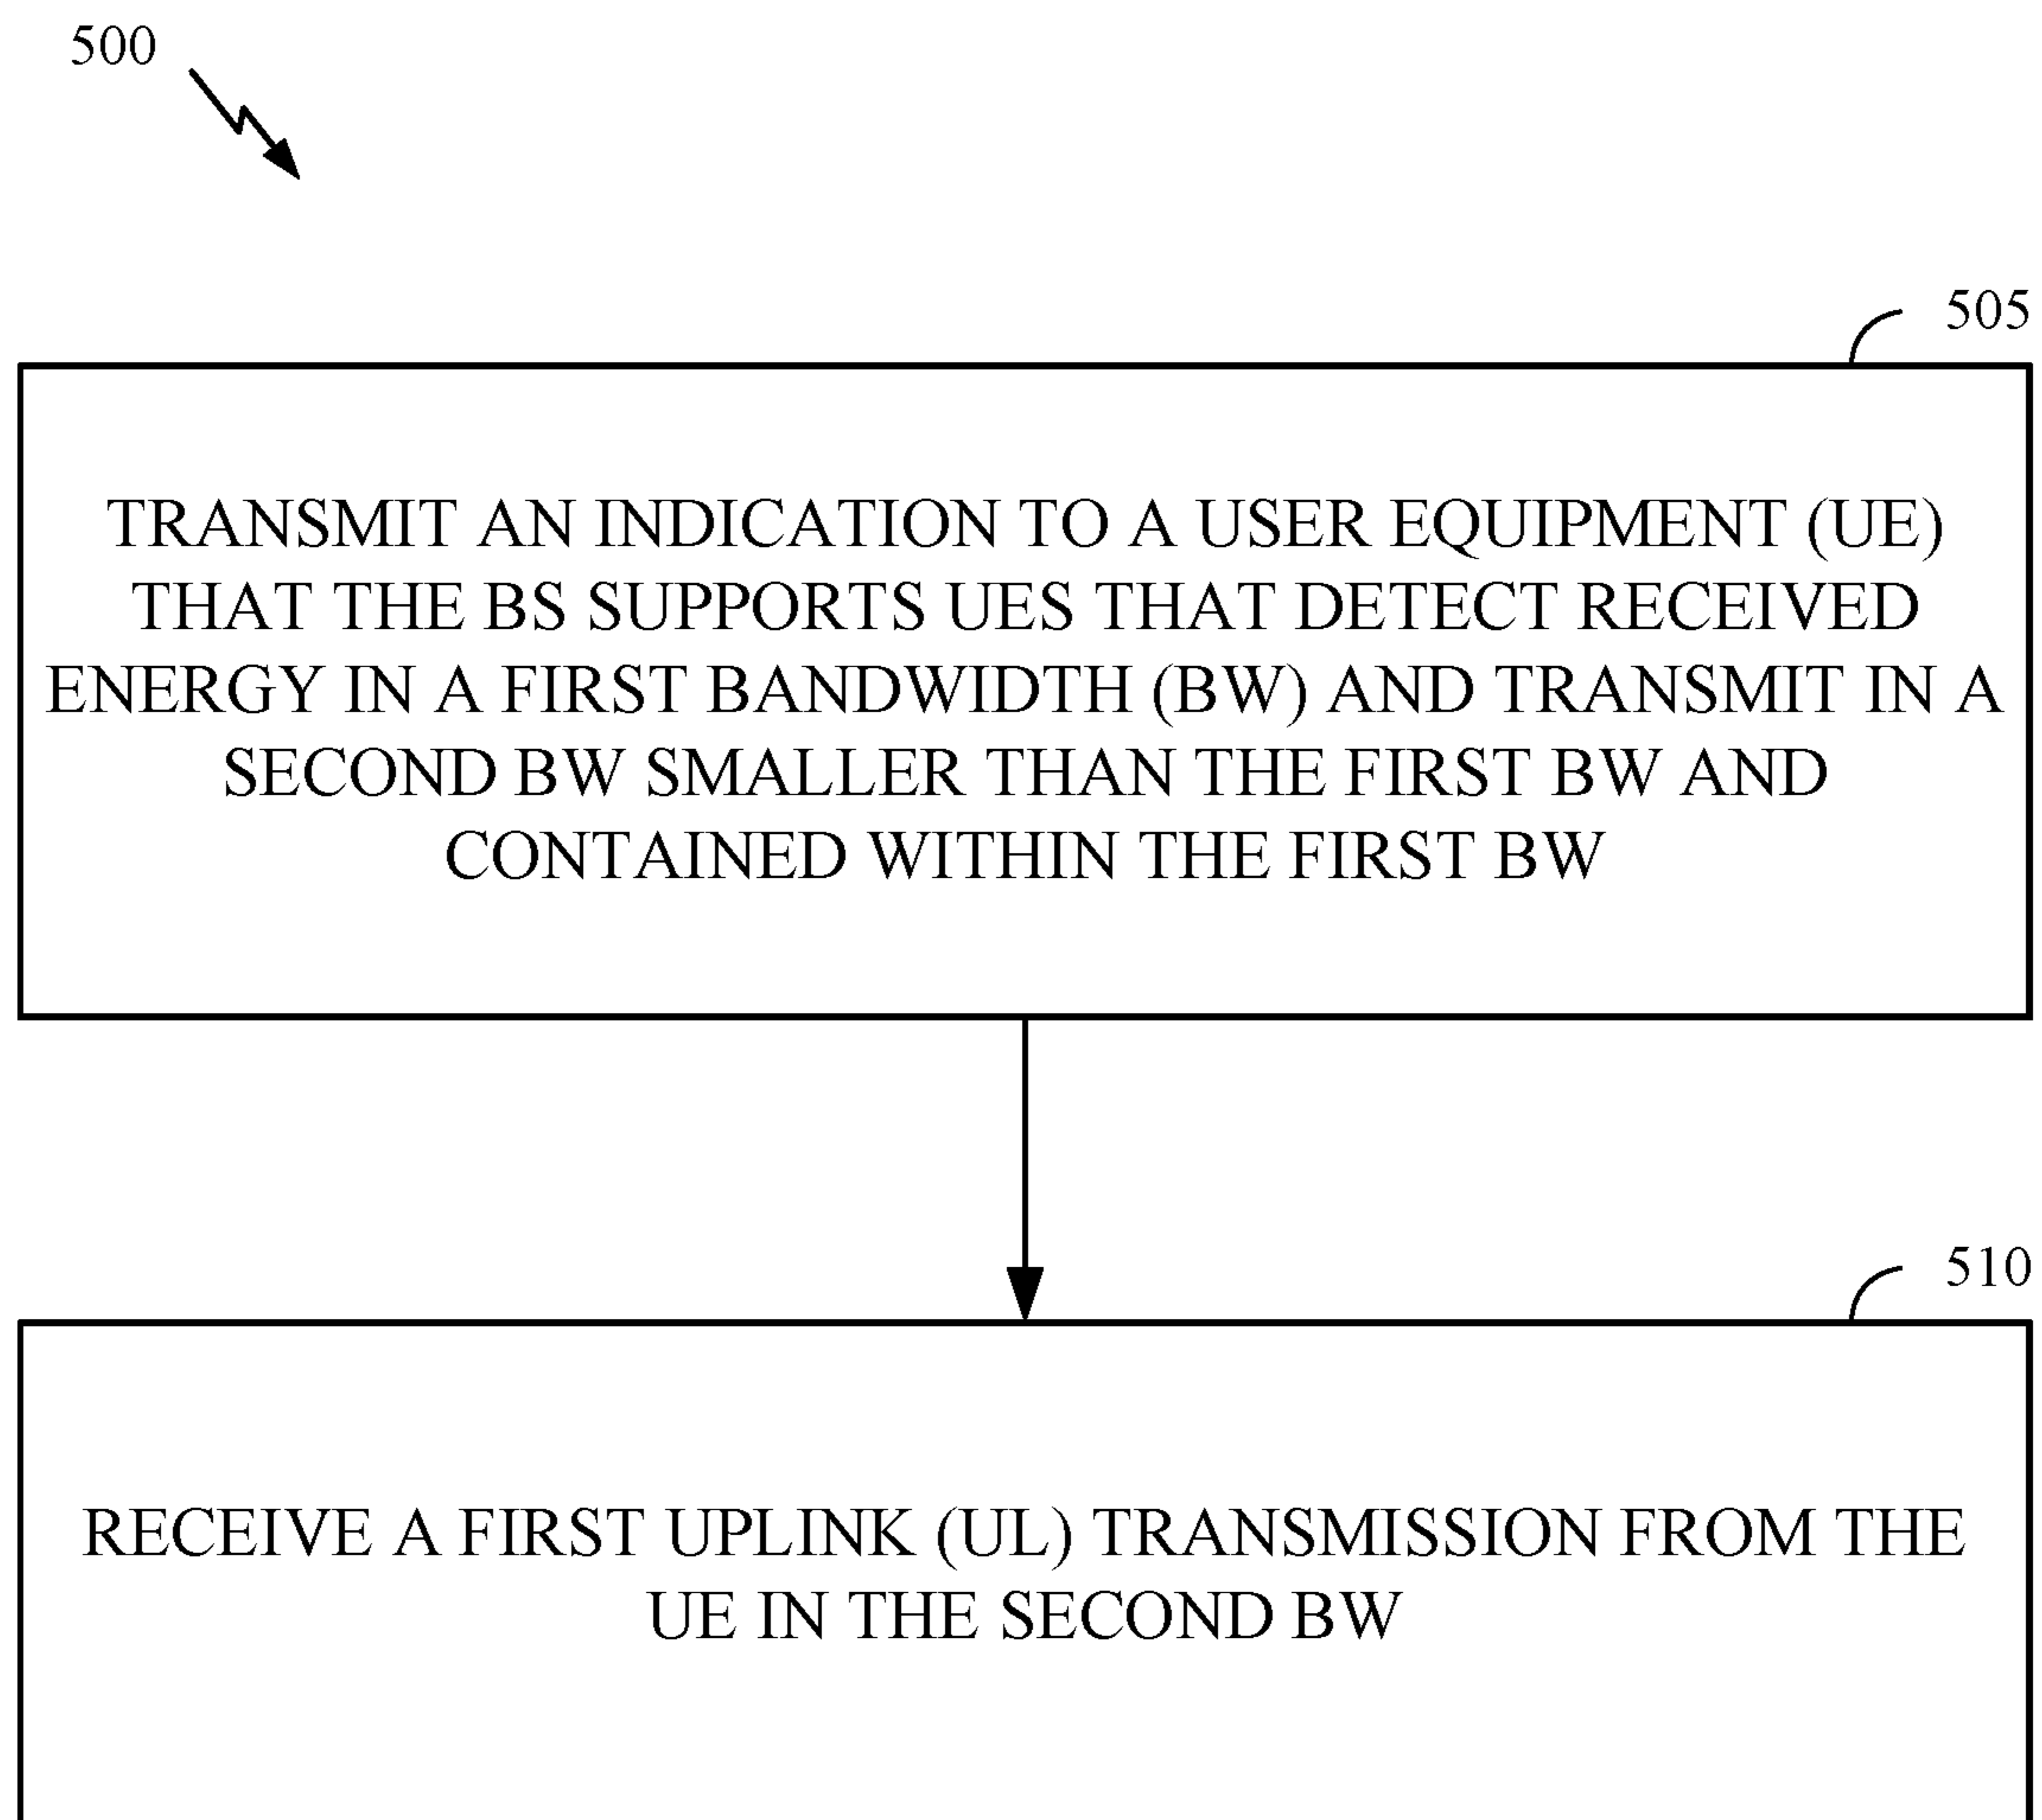 500
505
TRANSMIT AN INDICATION TO A USER EQUIPMENT (UE)
THAT THE BS SUPPORTS UES THAT DETECT RECEIVED
ENERGY IN A FIRST BANDWIDTH (BW) AND TRANSMIT IN A
SECOND BW SMALLER THAN THE FIRST BW AND
CONTAINED WITHIN THE FIRST BW
510
RECEIVE A FIRST UPLINK (UL) TRANSMISSION FROM THE
UE IN THE SECOND BW